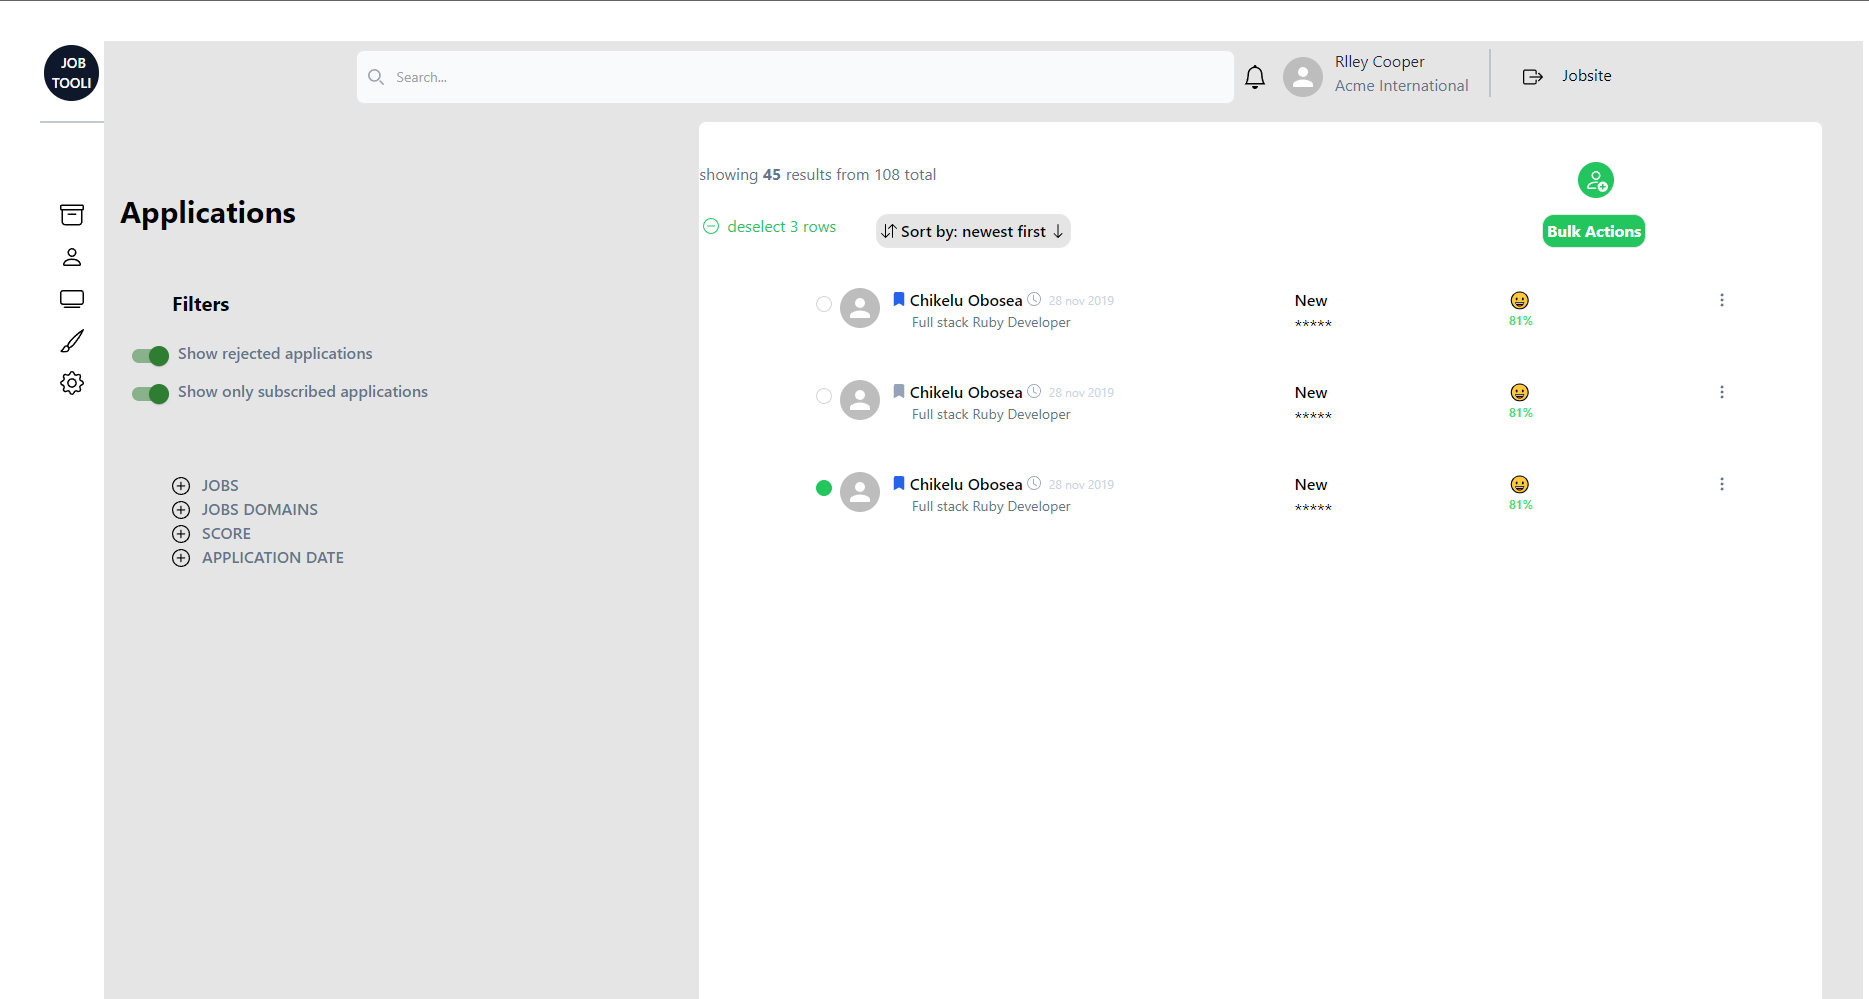 JOB
TOOLI
Search...
Rlley Cooper
Acme International
Jobsite
Applications
Filters
Show rejected applications
Show only subscribed applications
JOBS
JOBS DOMAINS
SCORE
APPLICATION DATE
showing 45 results from 108 total
deselect 3 rows
Sort by: newest first
Bulk Actions
Chikelu Obosea 28 nov 2019 New
Full stack Ruby Developer ***** 81%
Chikelu Obosea 28 nov 2019 New
Full stack Ruby Developer ***** 81%
Chikelu Obosea 28 nov 2019 New
Full stack Ruby Developer ***** 81%